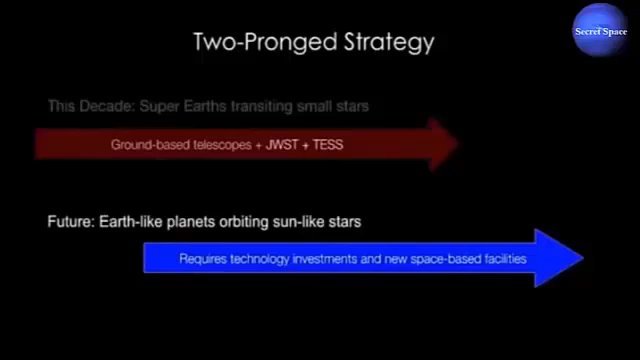 Secret Space
Two-Pronged Strategy
This Decade: Super Earths transiting small stars
Ground-based telescopes + JWST + TESS
Future: Earth-like planets orbiting sun-like stars
Requires technology investments and new space-based facilities